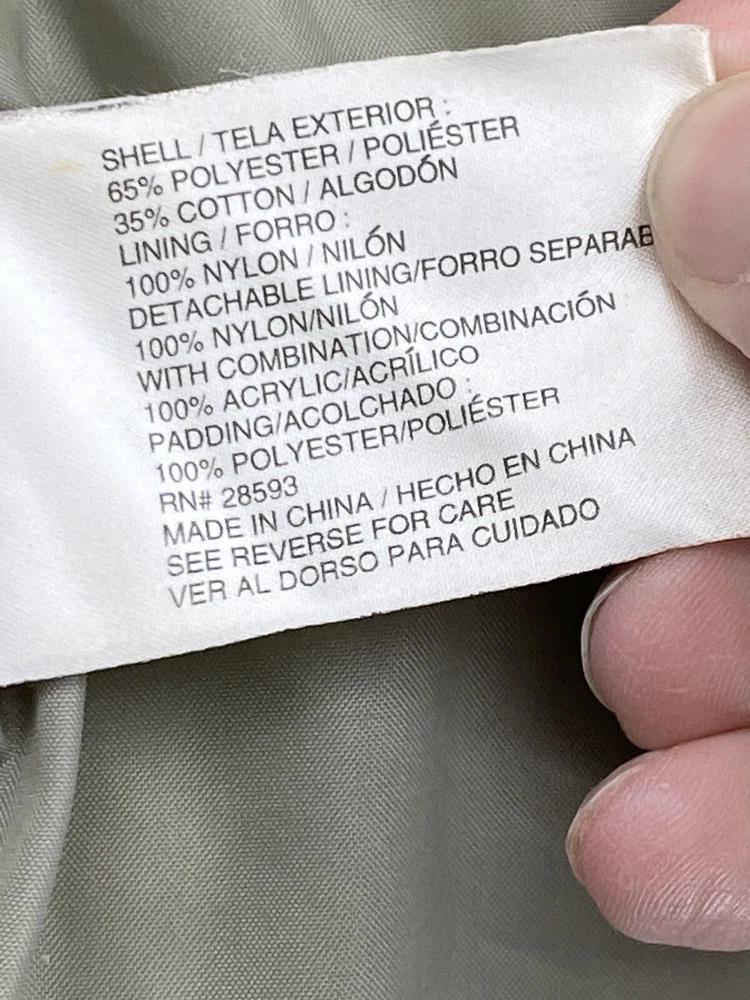 SHELL / TELA EXTERIOR :
65% POLYESTER / POLIÉSTER
35% COTTON / ALGODÓN
LINING / FORRO :
100% NYLON / NILÓN
DETACHABLE LINING/FORRO SEPARAB
100% NYLON/NILÓN
WITH COMBINATION/COMBINACIÓN
100% ACRYLIC/ACRÍLICO
PADDING/ACOLCHADO :
100% POLYESTER/POLIÉSTER
RN# 28593
MADE IN CHINA / HECHO EN CHINA
SEE REVERSE FOR CARE
VER AL DORSO PARA CUIDADO